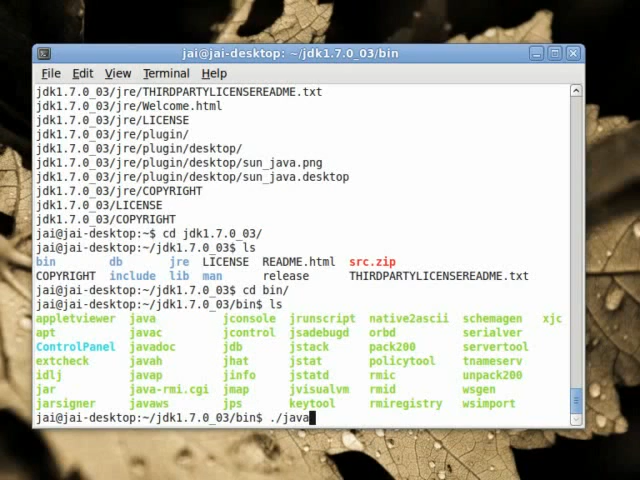 jai@jai-desktop: ~/jdk1.7.0_03/bin
File Edit View Terminal Help
jdk1.7.0_03/jre/THIRDPARTYLICENSEREADME.txt
jdk1.7.0_03/jre/Welcome.html
jdk1.7.0_03/jre/LICENSE
jdk1.7.0_03/jre/plugin/
jdk1.7.0_03/jre/plugin/desktop/
jdk1.7.0_03/jre/plugin/desktop/sun_java.png
jdk1.7.0_03/jre/plugin/desktop/sun_java.desktop
jdk1.7.0_03/jre/COPYRIGHT
jdk1.7.0_03/LICENSE
jdk1.7.0_03/COPYRIGHT
jai@jai-desktop:~$ cd jdk1.7.0_03/
jai@jai-desktop:~/jdk1.7.0_03$ ls
bin db jre LICENSE README.html src.zip
COPYRIGHT include lib man release THIRDPARTYLICENSEREADME.txt
jai@jai-desktop:~/jdk1.7.0_03$ cd bin/
jai@jai-desktop:~/jdk1.7.0_03/bin$ ls
appletviewer java jconsole jrunscript native2ascii schemagen xjc
apt javac jcontrol jsadebugd orbd serialver
ControlPanel javadoc jdb jstack pack200 servertool
extcheck javah jhat jstat policytool tnameserv
idlj javap jinfo jstatd rmic unpack200
jar java-rmi.cgi jmap jvisualvm rmid wsgen
jarsigner javaws jps keytool rmiregistry wsimport
jai@jai-desktop:~/jdk1.7.0_03/bin$ ./java